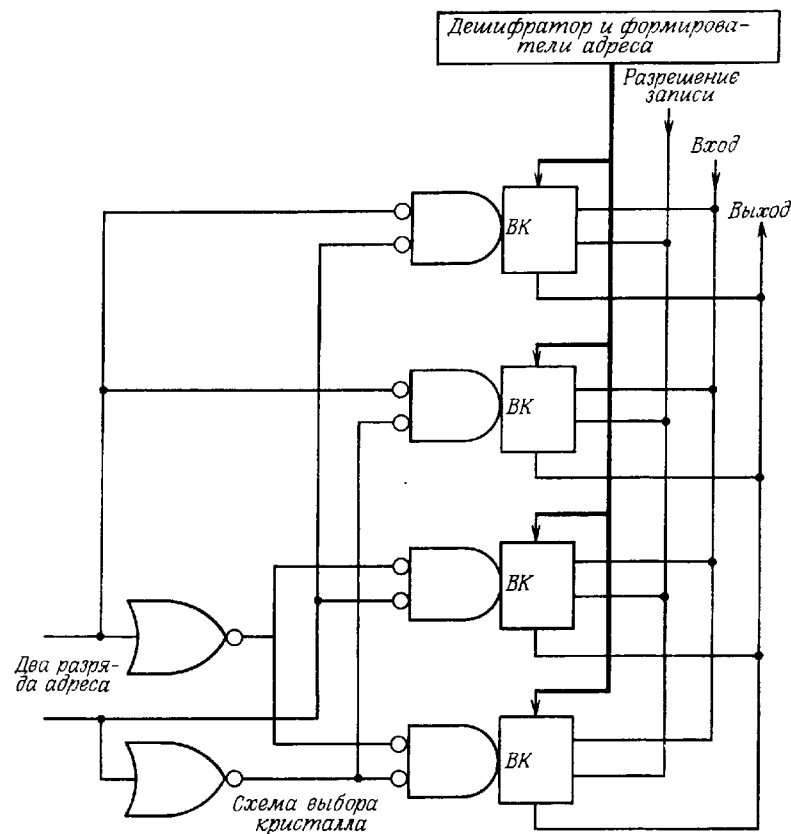 Дешифратор и формирова-
тели адреса
Разрешение
записи
Вход
Выход
ВК
ВК
ВК
ВК
Два разря-
да адреса
Схема выбора
кристалла